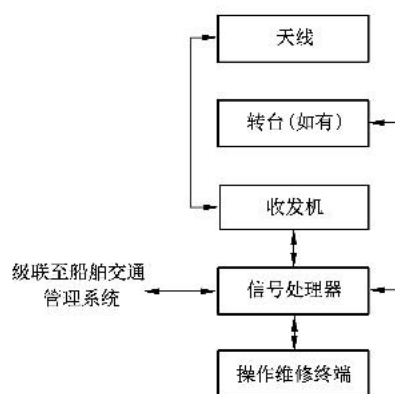 天线
转台(如有)
收发机
级联至船舶交通
管理系统
信号处理器
操作维修终端